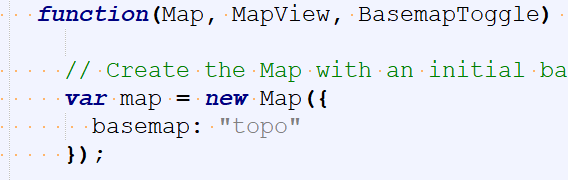 function(Map, MapView, BasemapToggle)
// Create the Map with an initial ba
var map = new Map({
basemap: "topo"
});